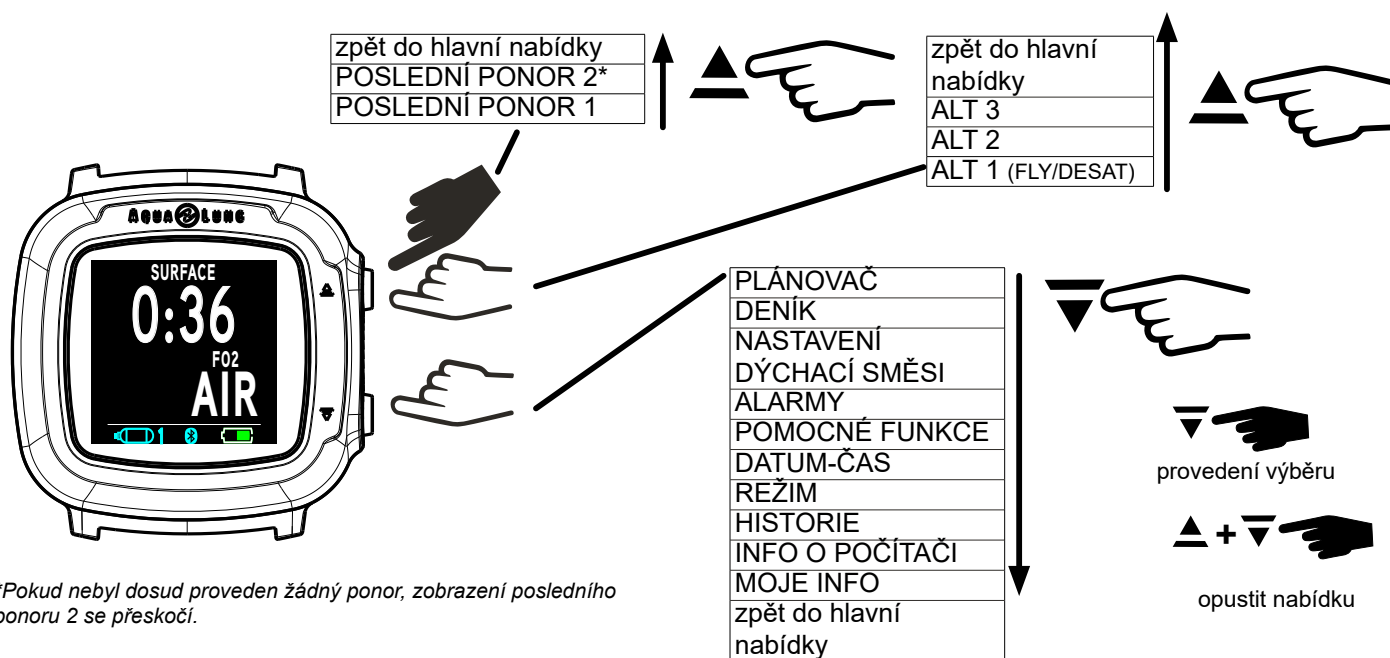 zpět do hlavní nabídky
POSLEDNÍ PONOR 2*
POSLEDNÍ PONOR 1
zpět do hlavní
nabídky
ALT 3
ALT 2
ALT 1 (FLY/DESAT)
AQUA LUNG
SURFACE
0:36
FO2
AIR
1
PLÁNOVAČ
DENÍK
NASTAVENÍ
DÝCHACÍ SMĚSI
ALARMY
POMOCNÉ FUNKCE
DATUM-ČAS
REŽIM
HISTORIE
INFO O POČÍTAČI
MOJE INFO
zpět do hlavní
nabídky
provedení výběru
+
opustit nabídku
*Pokud nebyl dosud proveden žádný ponor, zobrazení posledního
ponoru 2 se přeskočí.